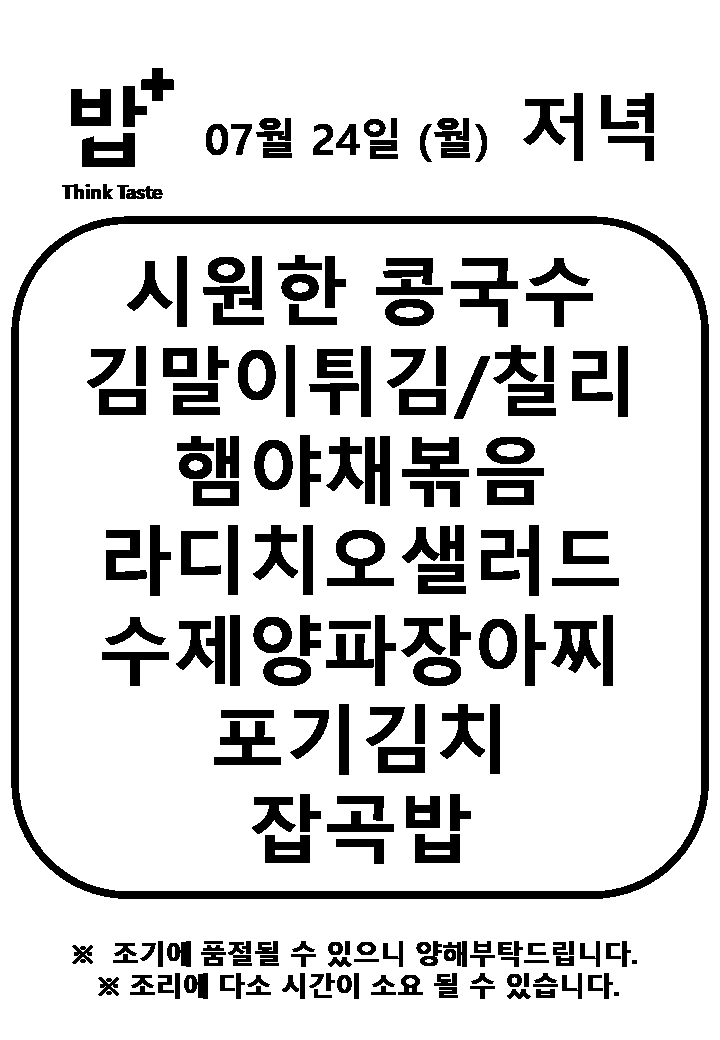 밥+ 07월 24일 (월) 저녁
Think Taste
시원한 콩국수
김말이튀김/칠리
햄야채볶음
라디치오샐러드
수제양파장아찌
포기김치
잡곡밥
※ 조기에 품절될 수 있으니 양해부탁드립니다.
※ 조리에 다소 시간이 소요 될 수 있습니다.